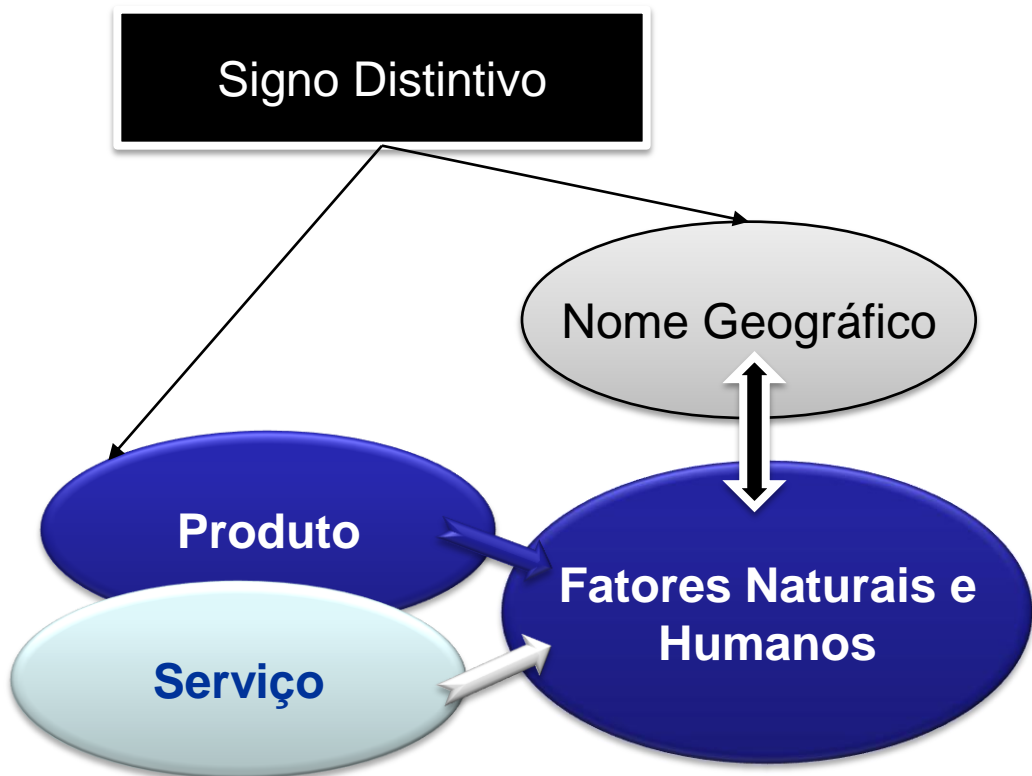 Signo Distintivo
Nome Geográfico
Produto
Fatores Naturais e
Humanos
Serviço